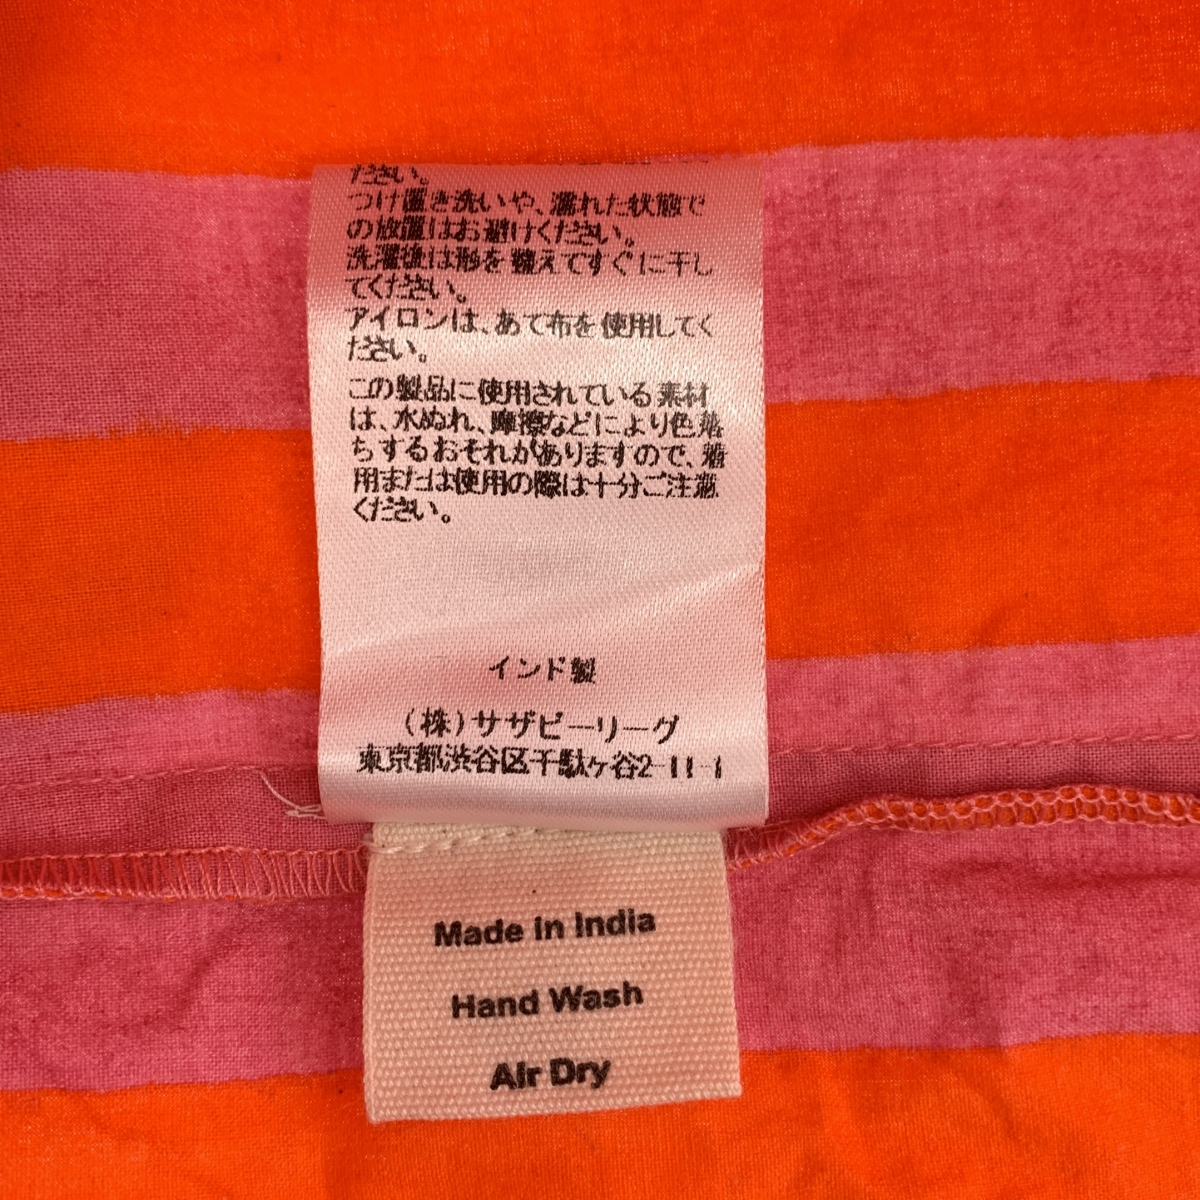 ださい。
つけ置き洗いや、濡れた状態で
の放置はお避けください。
洗濯後は形を整えてすぐに干し
てください。
アイロンは、あて布を使用してく
ださい。
この製品に使用されている素材
は、水ぬれ、摩擦などにより色落
ちするおそれがありますので、着
用または使用の際は十分ご注意
ください。
インド製
(株)サザビーリーグ
東京都渋谷区千駄ヶ谷2-11-1
Made in India
Hand Wash
Air Dry